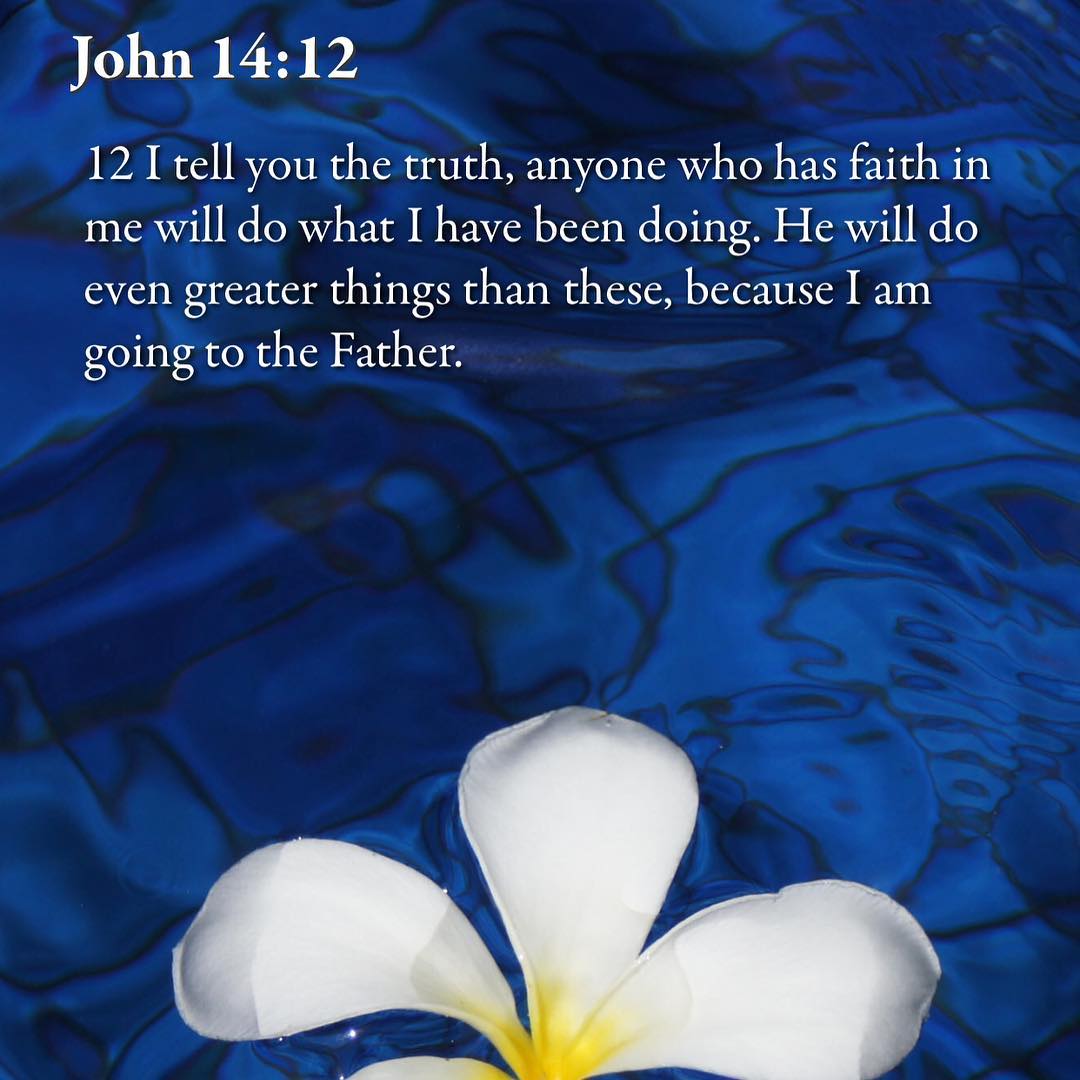 John 14:12
12 I tell you the truth, anyone who has faith in
me will do what I have been doing. He will do
even greater things than these, because I am
going to the Father.